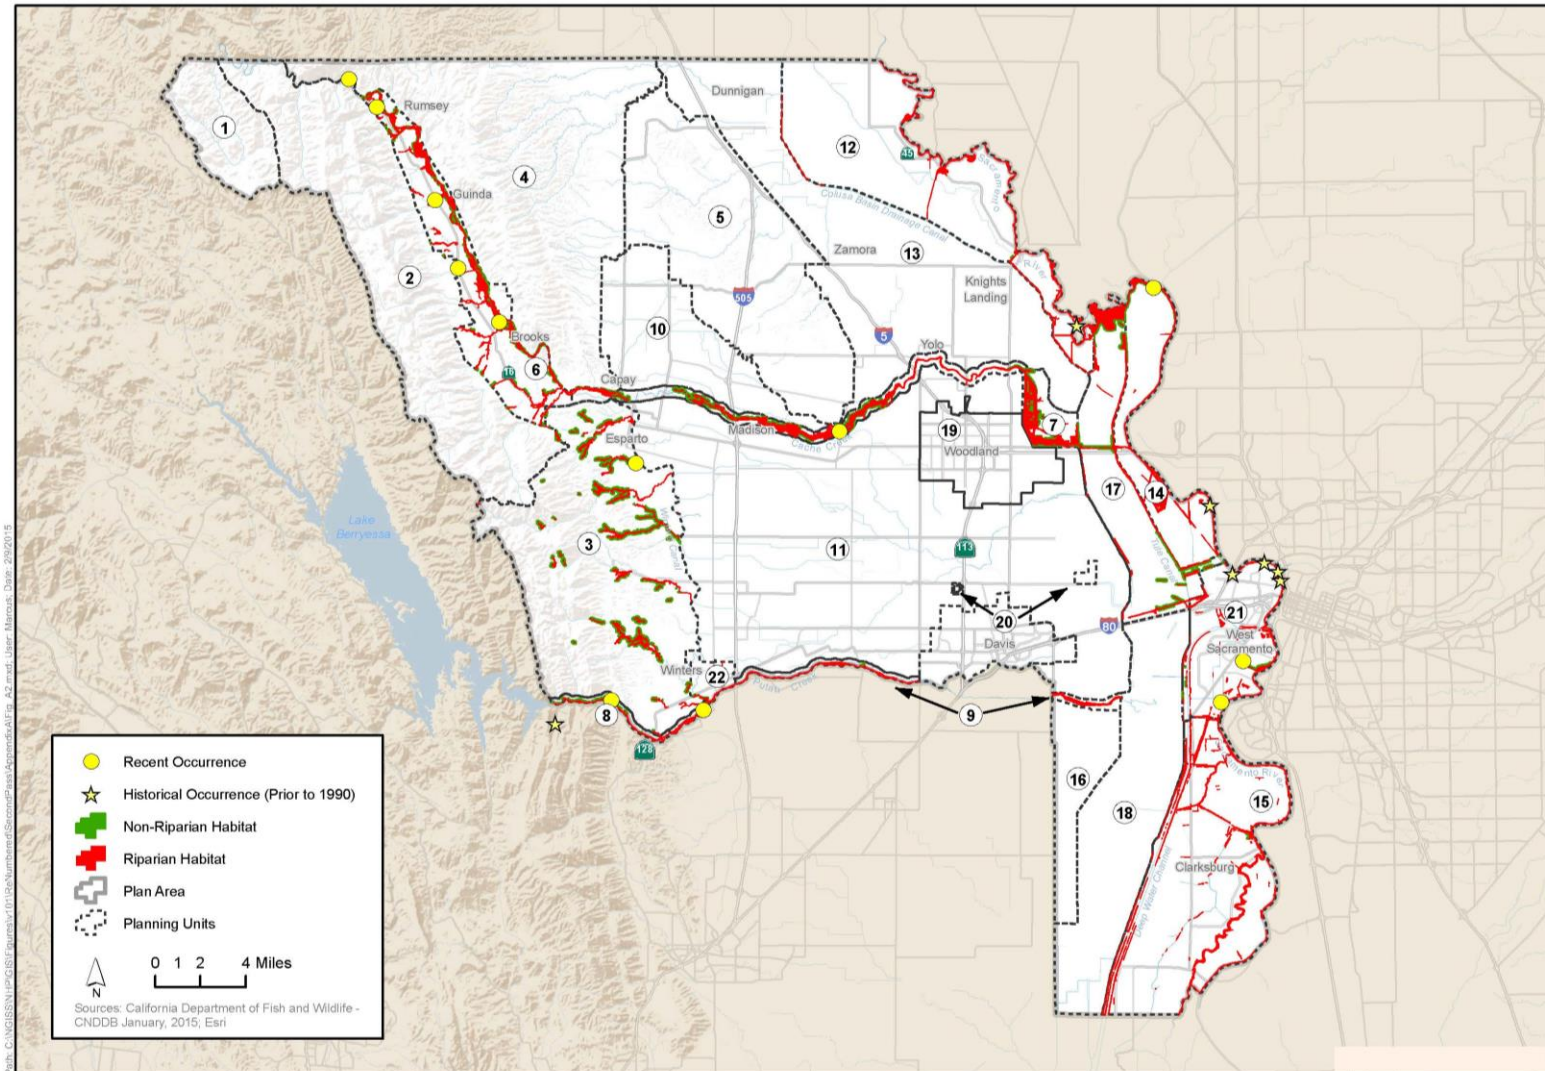 Dunnigan
Rumsey
1
12
45
Sacramento
4
Guinda
5
Colusa Basin Drainage Canal
Zamora
13
River
2
Knights
Landing
505
10
5
Brooks
Yolo
16
6
Capay
Madison
Cache Creek
7
19
Esparto
Woodland
17
14
Lake
Berryessa
3
11
113
Tule Canal
20
21
80
Davis
West
Sacramento
Winters
22
Putah Creek
8
9
128
16
18
15
Clarksburg
Deep Water Channel
Recent Occurrence
Historical Occurrence (Prior to 1990)
Non-Riparian Habitat
Riparian Habitat
Plan Area
Planning Units
0 1 2 4 Miles
N
Sources: California Department of Fish and Wildlife -
CNDDB January, 2015; Esri